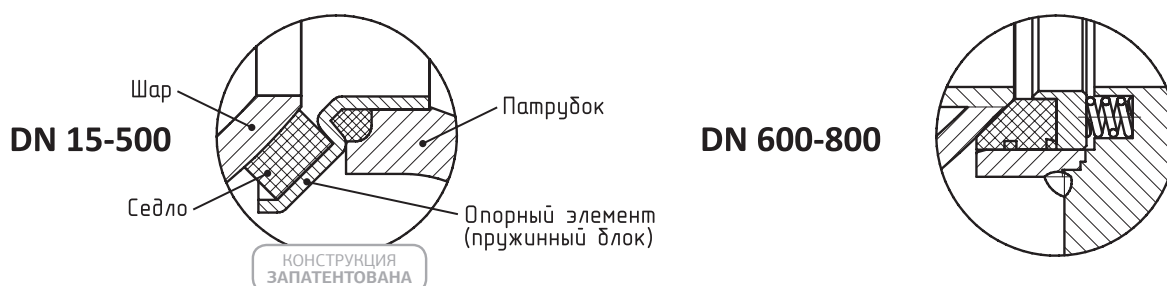 Шар
Патрубок
DN 15-500
DN 600-800
Седло
Опорный элемент
(пружинный блок)
КОНСТРУКЦИЯ
ЗАПАТЕНТОВАНА